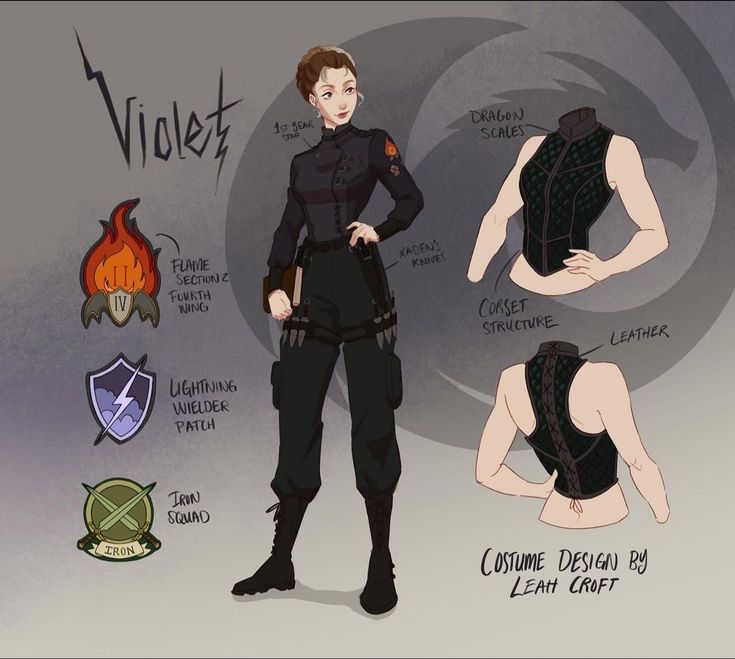 Violet
1st year
star
Dragon
Scales
Xaden's
Knives
II
IV
Flame
Section 2
Fourth
Wing
Corset
Structure
Leather
Lightning
Wielder
Patch
Iron
Squad
IRON
Costume Design by
Leah Croft